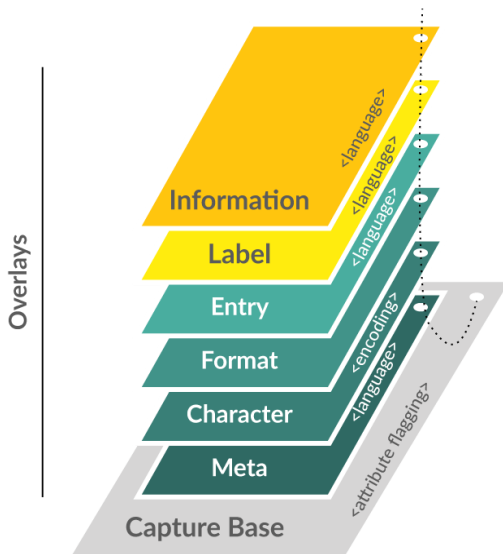 Overlays
Information
<language>
Label
<language>
Entry
<language>
Format
Character
<encoding>
Meta
<language>
Capture Base
<attribute flagging>